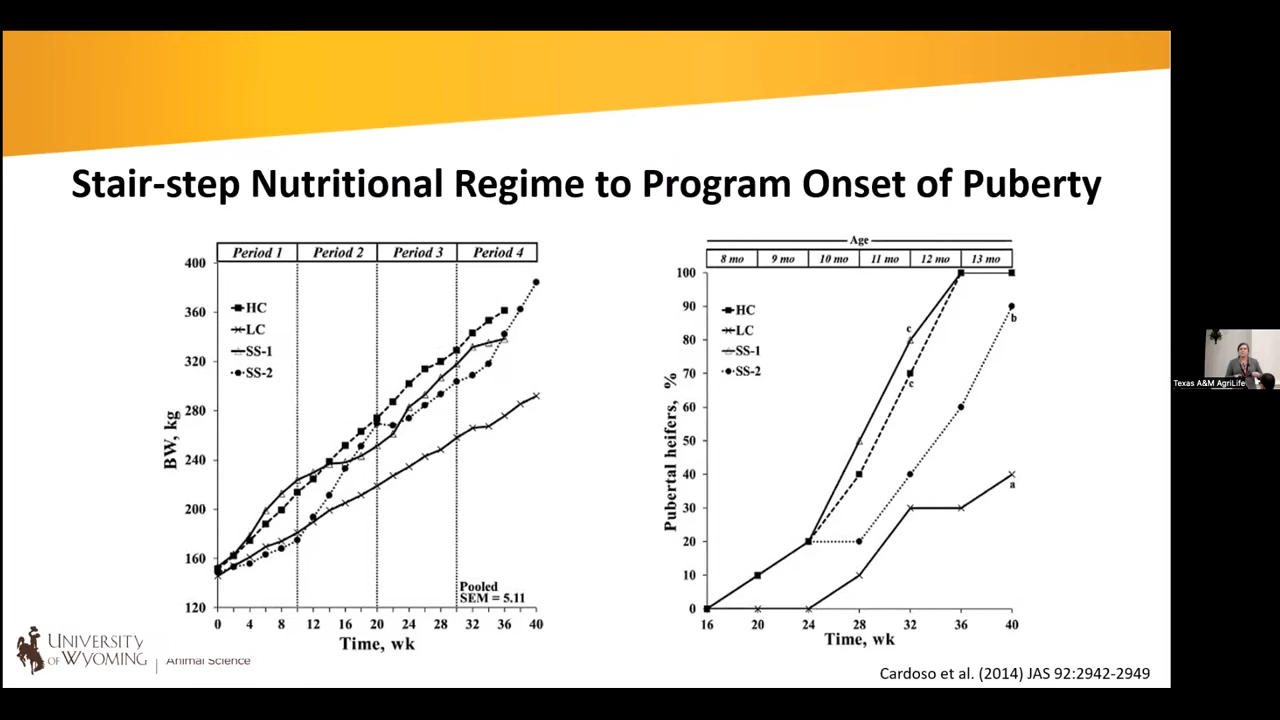 Stair-step Nutritional Regime to Program Onset of Puberty
Period 1 Period 2 Period 3 Period 4
400
360
320
280
240
200
160
120
BW, kg
HC
LC
SS-1
SS-2
Pooled
SEM = 5.11
0 4 8 12 16 20 24 28 32 36 40
Time, wk
Age
8 mo 9 mo 10 mo 11 mo 12 mo 13 mo
100
90
80
70
60
50
40
30
20
10
0
Pubertal heifers, %
HC
LC
SS-1
SS-2
c
c
b
a
16 20 24 28 32 36 40
Time, wk
Texas A&M AgriLife
UNIVERSITY
OF WYOMING
Animal Science
Cardoso et al. (2014) JAS 92:2942-2949